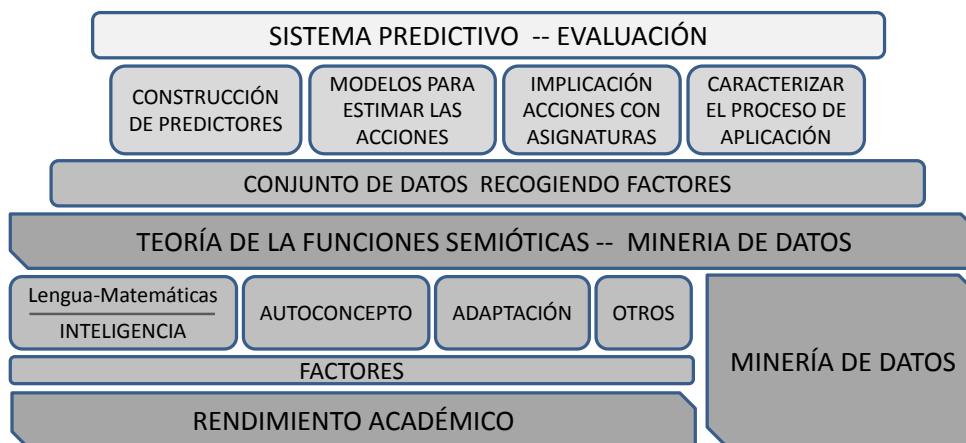 SISTEMA PREDICTIVO -- EVALUACIÓN
CONSTRUCCIÓN
DE PREDICTORES
MODELOS PARA
ESTIMAR LAS
ACCIONES
IMPLICACIÓN
ACCIONES CON
ASIGNATURAS
CARACTERIZAR
EL PROCESO DE
APLICACIÓN
CONJUNTO DE DATOS RECOGIENDO FACTORES
TEORÍA DE LA FUNCIONES SEMIÓTICAS -- MINERIA DE DATOS
Lengua-Matemáticas
INTELIGENCIA
AUTOCONCEPTO
ADAPTACIÓN
OTROS
MINERÍA DE DATOS
FACTORES
RENDIMIENTO ACADÉMICO